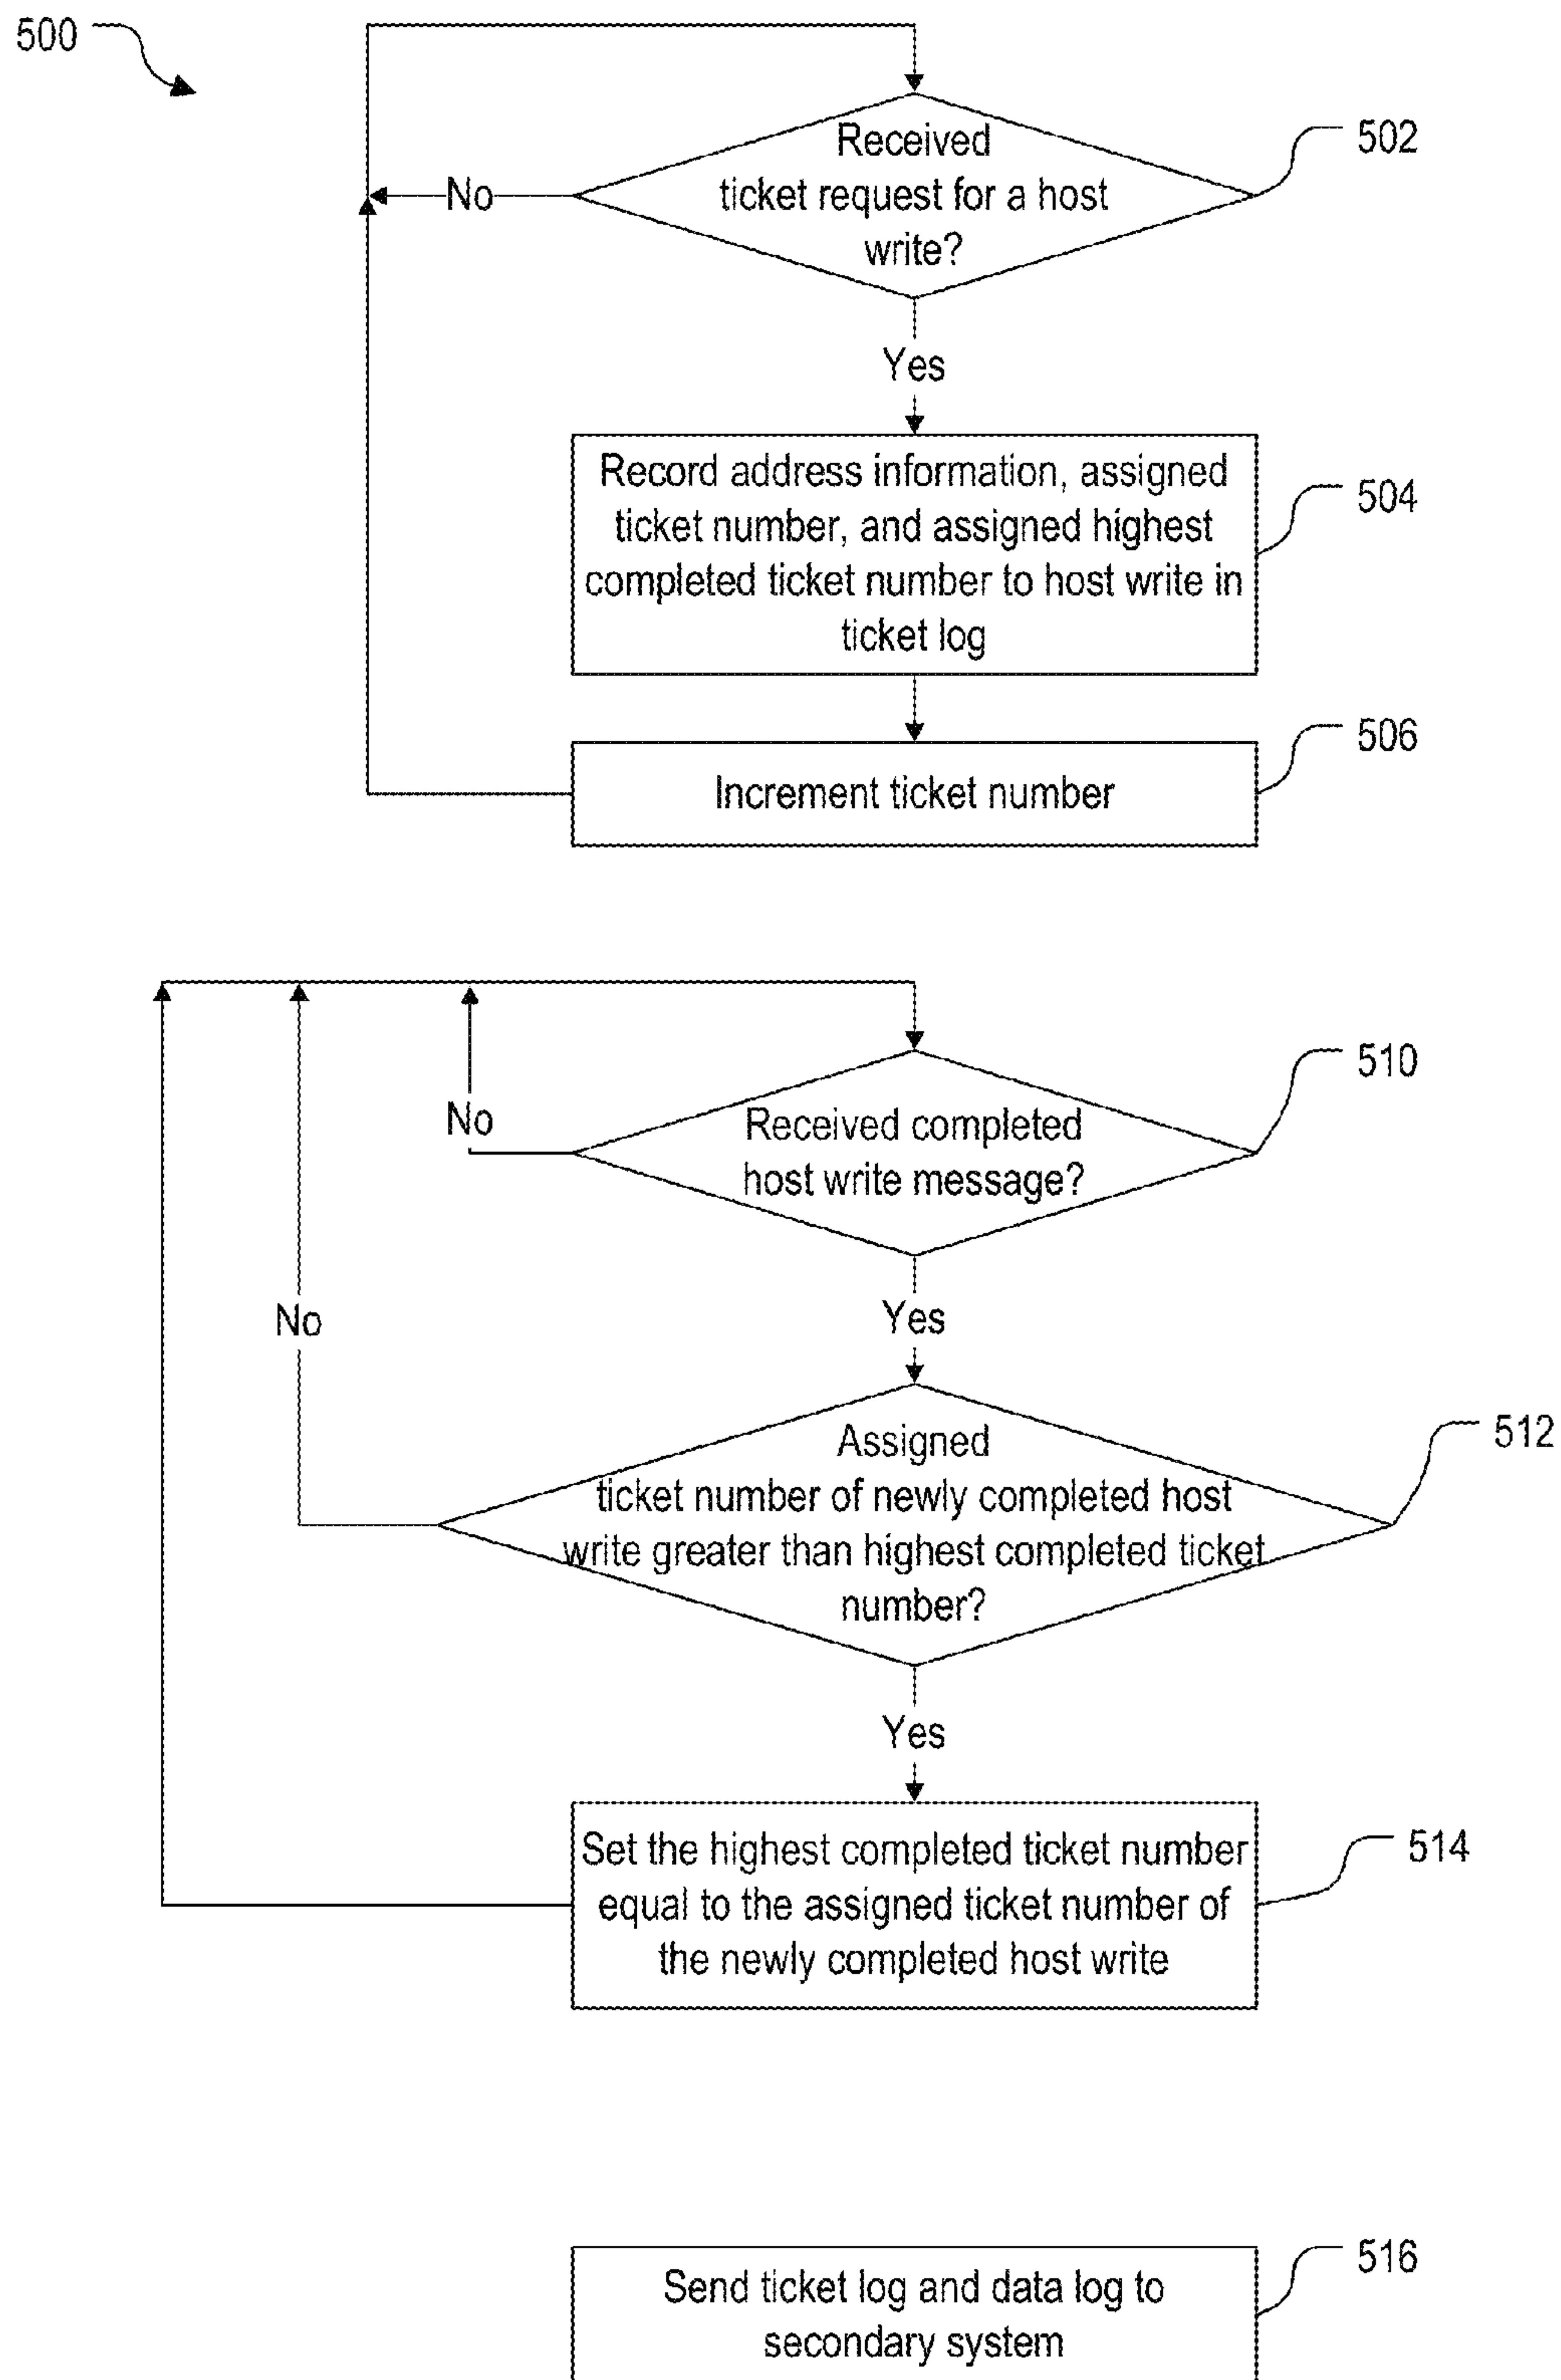 500
Received
ticket request for a host
write?
502
No
Yes
Record address information, assigned
ticket number, and assigned highest
completed ticket number to host write in
ticket log
504
Increment ticket number
506
Received completed
host write message?
510
No
Yes
No
Assigned
ticket number of newly completed host
write greater than highest completed ticket
number?
512
Yes
Set the highest completed ticket number
equal to the assigned ticket number of
the newly completed host write
514
Send ticket log and data log to
secondary system
516